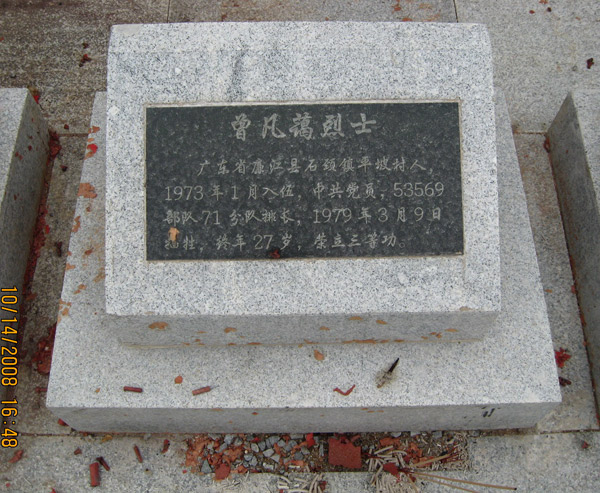 曾凡謁烈士
广东省廉江县石颈镇平坡村人，
1973年1月入伍，中共党员，53569
部队71分队排长，1979年3月9日
牺牲，终年27岁，荣立三等功。
10/14/2008 16:48